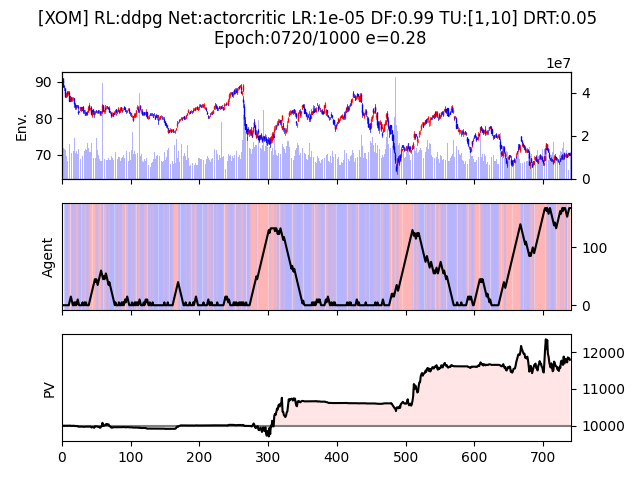 [XOM] RL:ddpg Net:actorcritic LR:1e-05 DF:0.99 TU:[1,10] DRT:0.05
Epoch:0720/1000 e=0.28
1e7
90
80
70
Env.
4
2
0
Agent
100
0
PV
12000
11000
10000
0 100 200 300 400 500 600 700